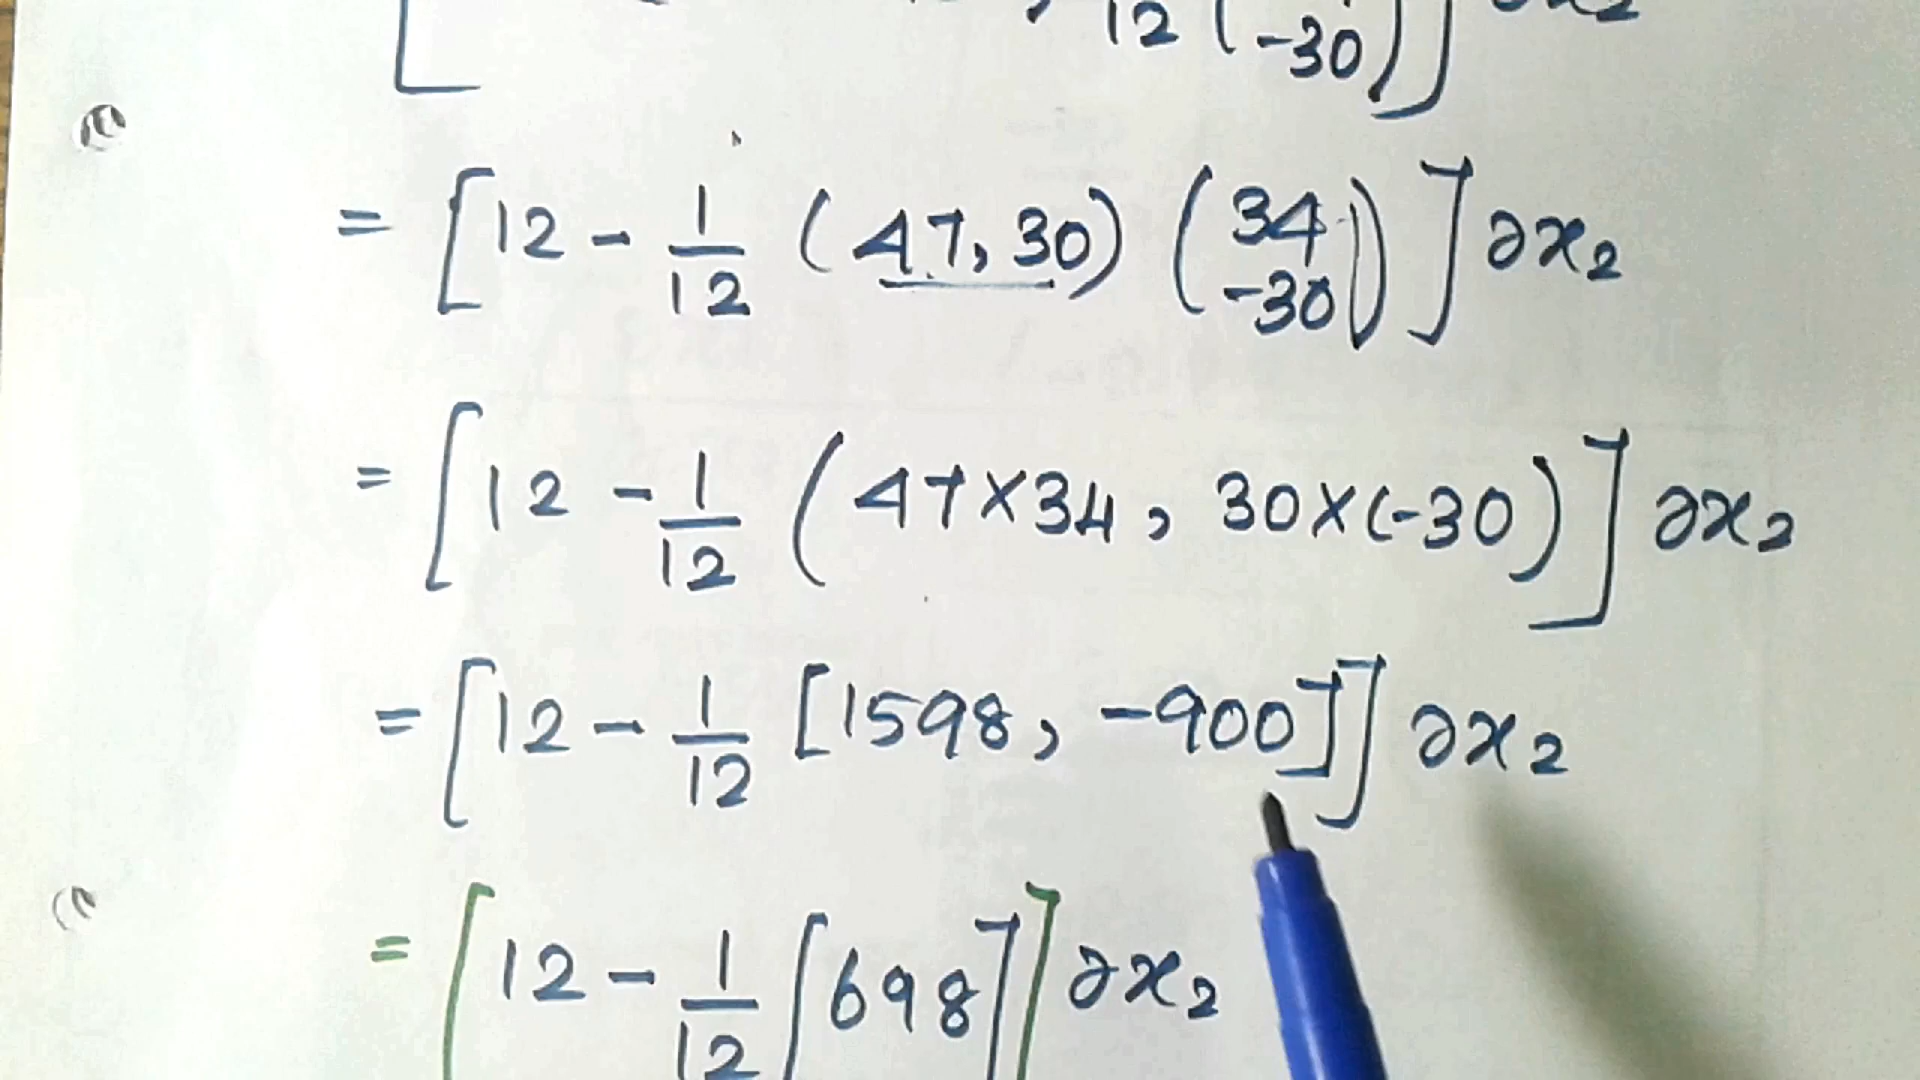 12 ( -30 ) ] ∂x₂
= [ 12 - 1/12 ( 47, 30 ) ( 34 -30 ) ] ∂x₂
= [ 12 - 1/12 ( 47×34, 30×(-30) ] ∂x₂
= [ 12 - 1/12 [ 1598, -900 ] ] ∂x₂
= [ 12 - 1/12 [ 698 ] ] ∂x₂